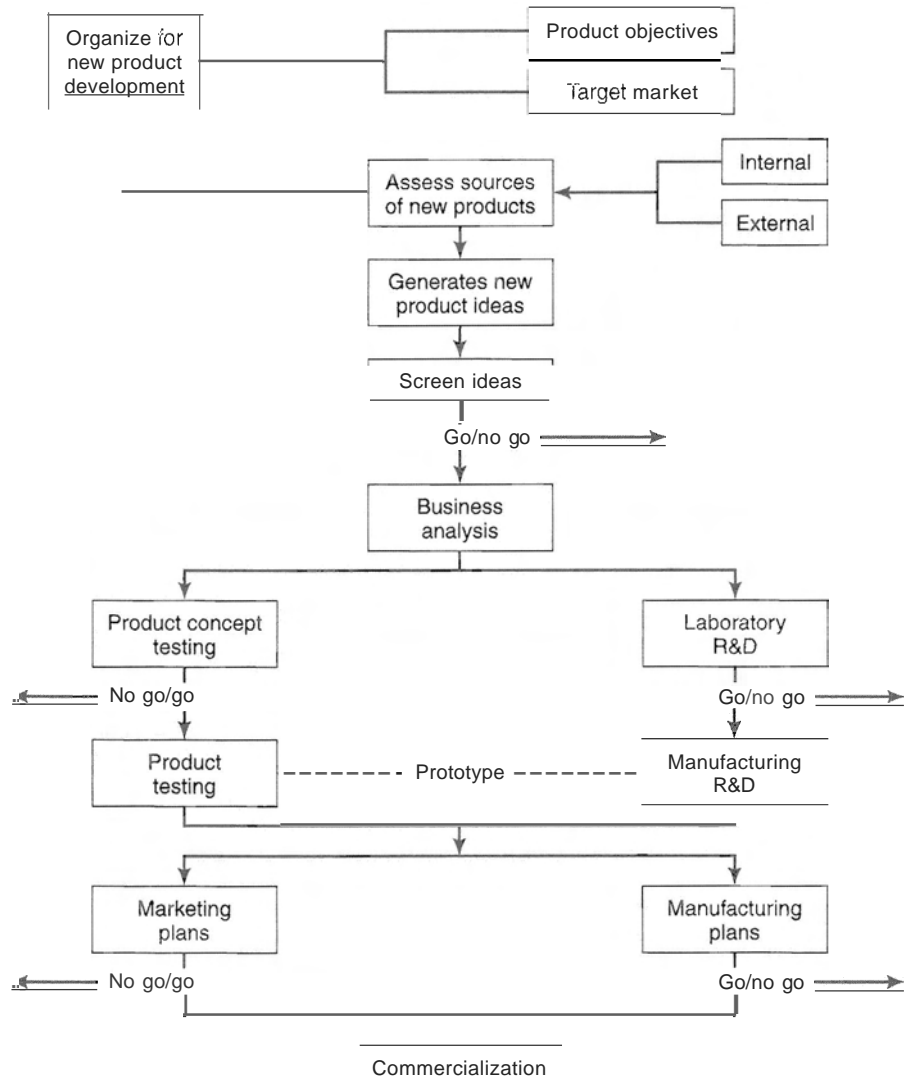 Organize for
new product
development
Product objectives
Target market
Assess sources
of new products
Internal
External
Generates new
product ideas
Screen ideas
Go/no go
Business
analysis
Product concept
testing
Laboratory
R&D
No go/go
Go/no go
Product
testing
Prototype
Manufacturing
R&D
Marketing
plans
Manufacturing
plans
No go/go
Go/no go
Commercialization